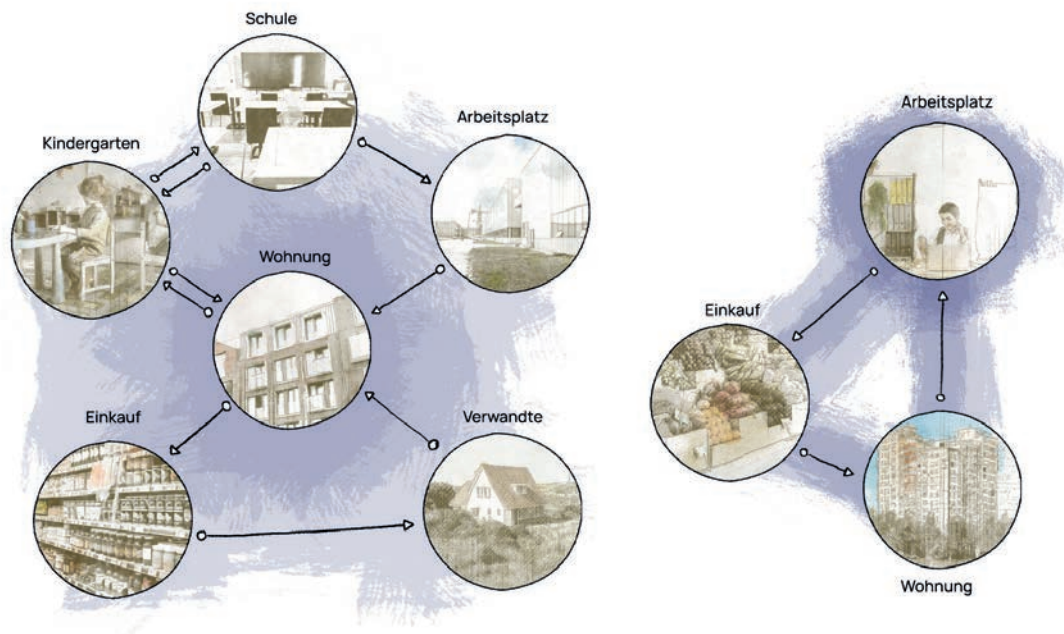 Schule
Kindergarten
Arbeitsplatz
Wohnung
Einkauf
Verwandte
Arbeitsplatz
Einkauf
Wohnung